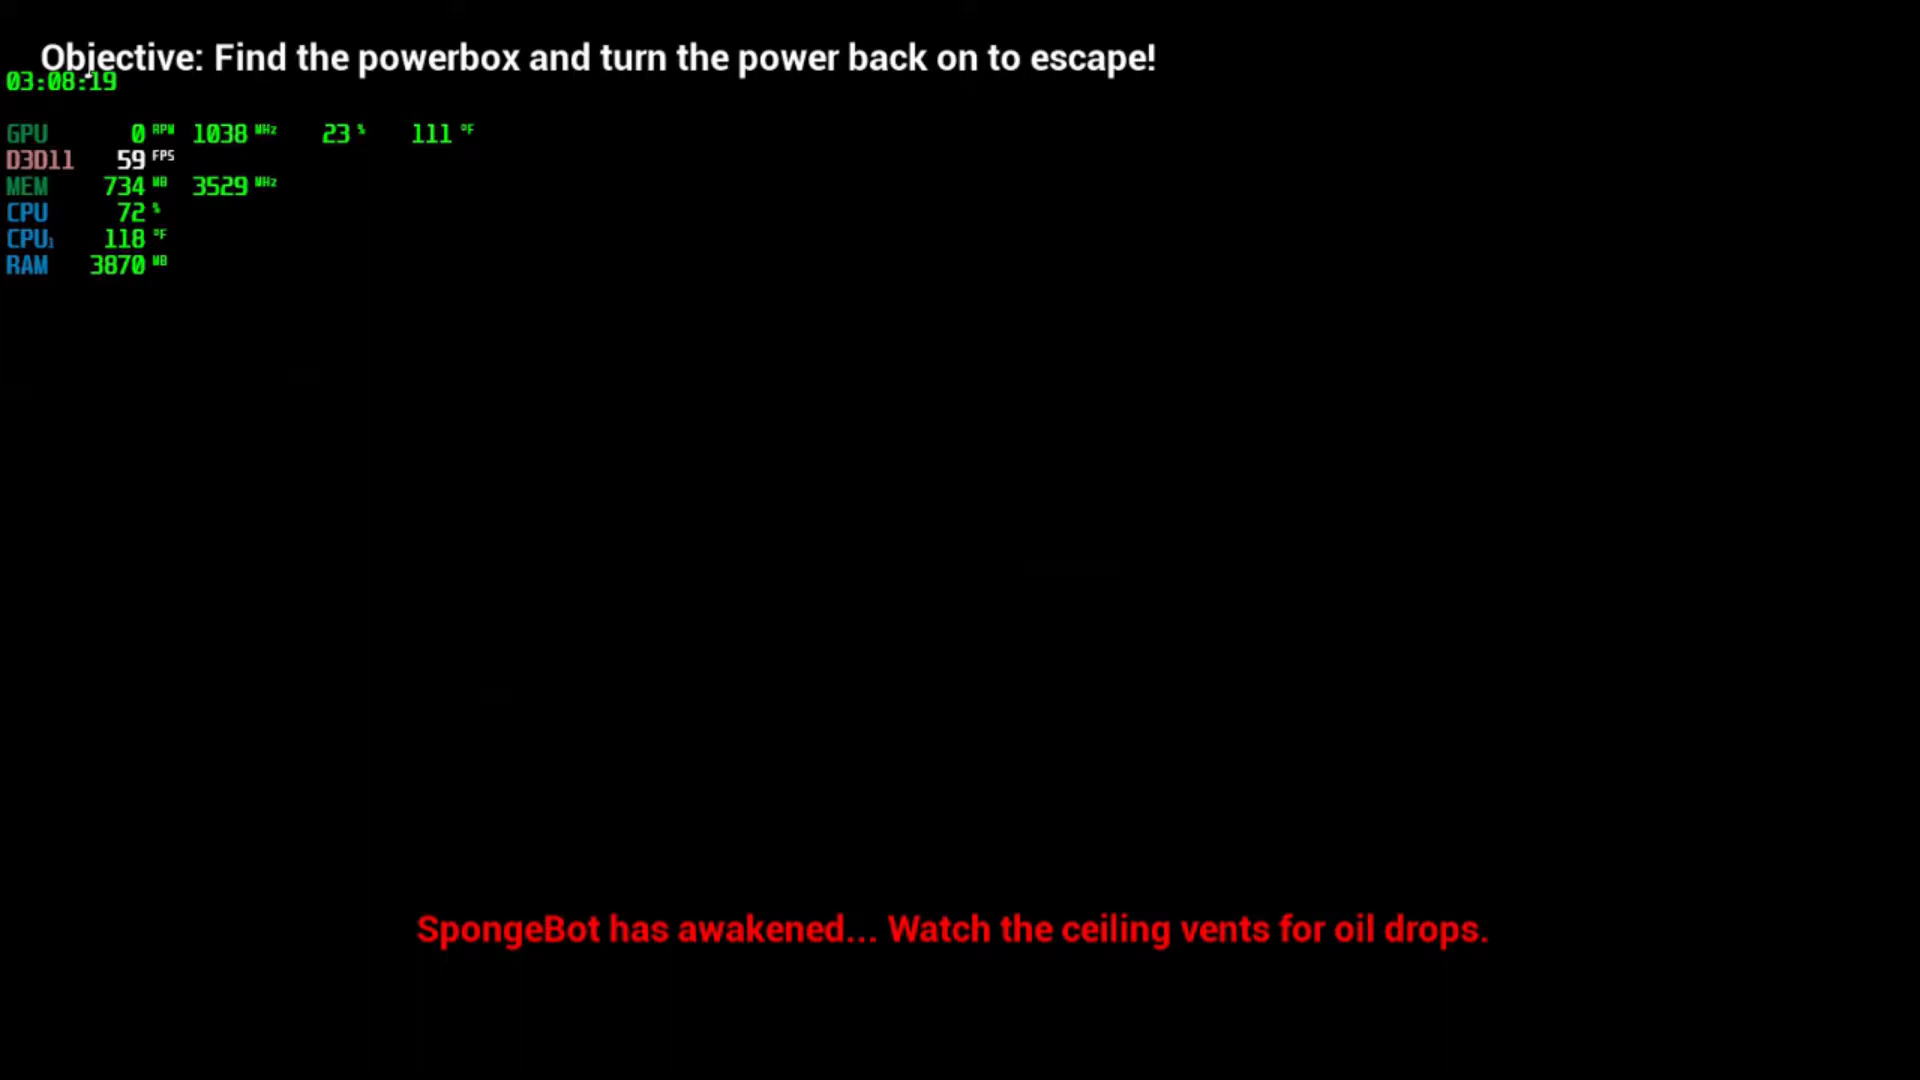 Objective: Find the powerbox and turn the power back on to escape!
03:08:19
GPU 0 RPM 1038 MHz 23 % 111 °F
D3D11 59 FPS
MEM 734 MB 3529 MHz
CPU 72 %
CPU1 118 °F
RAM 3870 MB
SpongeBot has awakened... Watch the ceiling vents for oil drops.